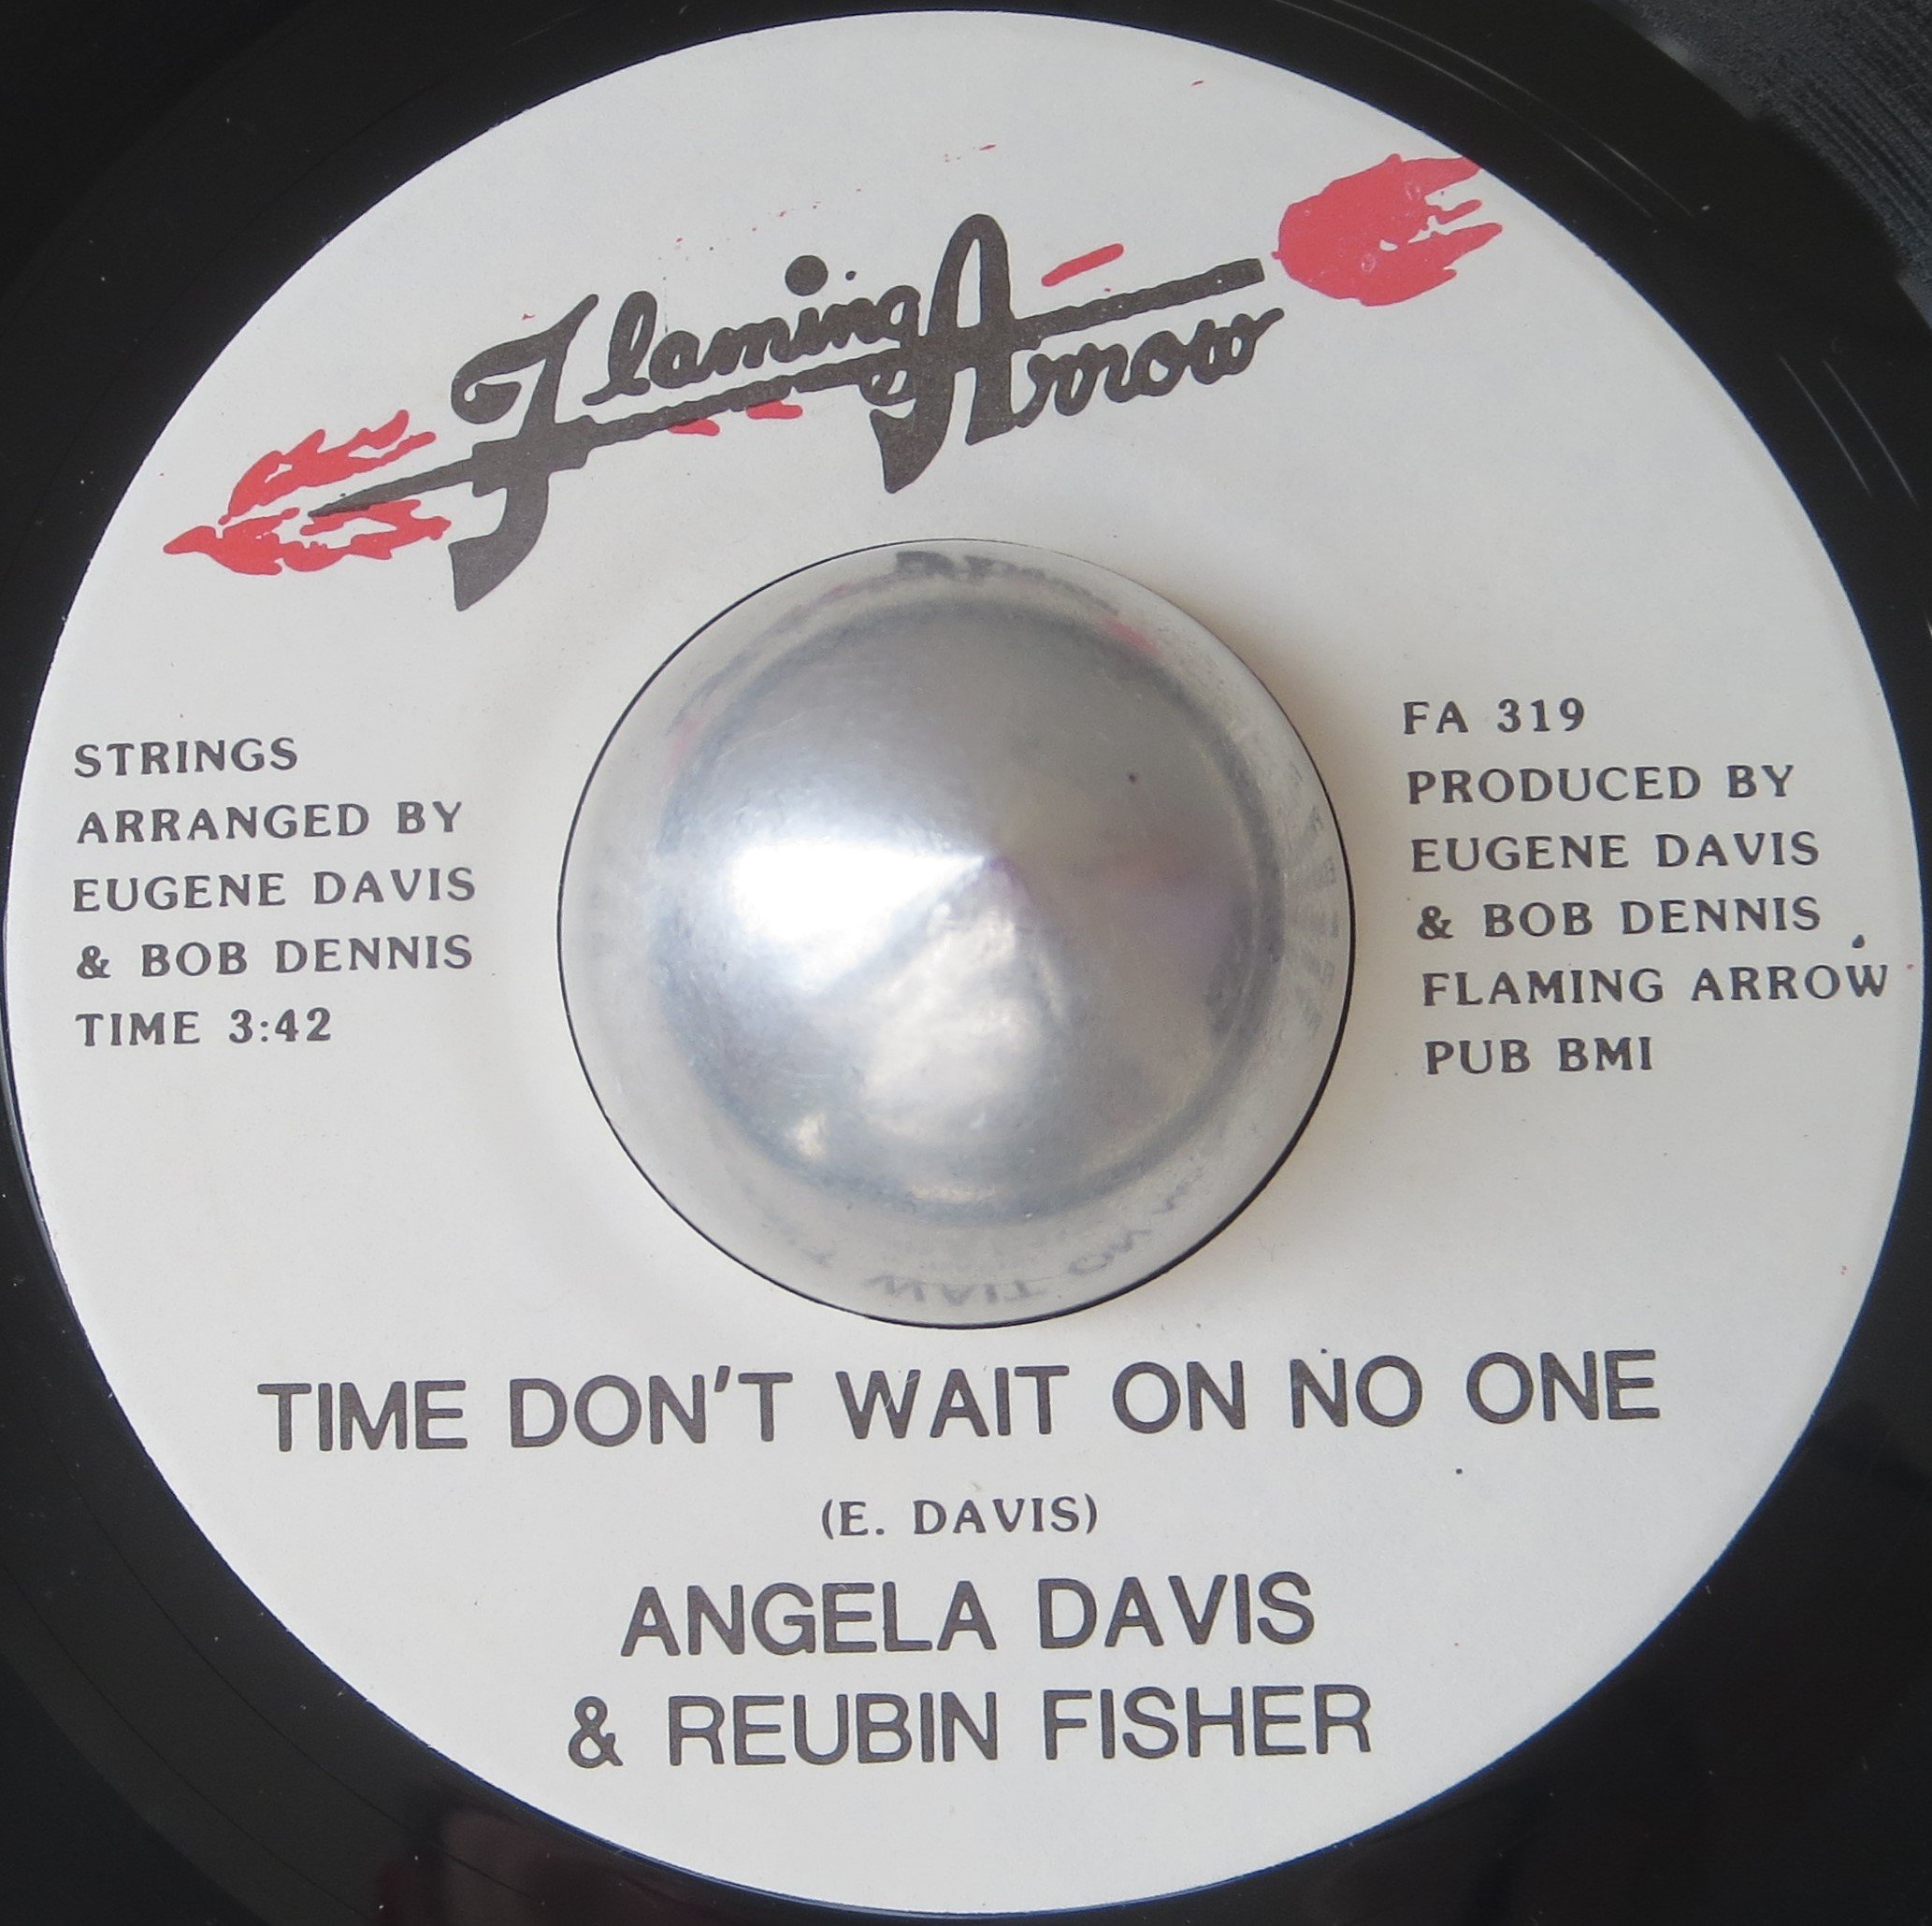 Flaming Arrow
STRINGS
ARRANGED BY
EUGENE DAVIS
& BOB DENNIS
TIME 3:42
FA 319
PRODUCED BY
EUGENE DAVIS
& BOB DENNIS
FLAMING ARROW
PUB BMI
TIME DON'T WAIT ON NO ONE
(E. DAVIS)
ANGELA DAVIS
& REUBIN FISHER